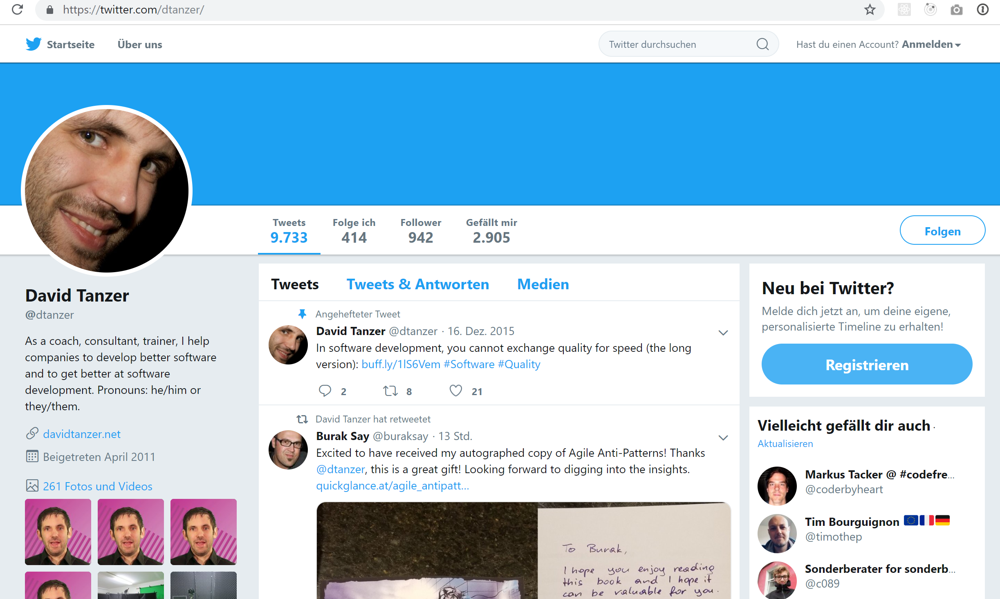 https://twitter.com/dtanzer/
Startseite
Über uns
Twitter durchsuchen
Hast du einen Account? Anmelden
Tweets
9.733
Folge ich
414
Follower
942
Gefällt mir
2.905
Folgen
David Tanzer
@dtanzer
As a coach, consultant, trainer, I help
companies to develop better software
and to get better at software
development. Pronouns: he/him or
they/them.
davidtanzer.net
Beigetreten April 2011
261 Fotos und Videos
Tweets
Tweets & Antworten
Medien
Angehefteter Tweet
David Tanzer @dtanzer · 16. Dez. 2015
In software development, you cannot exchange quality for speed (the long
version): buff.ly/1lS6Vem #Software #Quality
2
8
21
David Tanzer hat retweetet
Burak Say @buraksay · 13 Std.
Excited to have received my autographed copy of Agile Anti-Patterns! Thanks
@dtanzer, this is a great gift! Looking forward to digging into the insights.
quickglance.at/agile_antipatt...
To Burak,
I hope you enjoy reading
this book and I hope it
can be valuable for you.
Neu bei Twitter?
Melde dich jetzt an, um deine eigene,
personalisierte Timeline zu erhalten!
Registrieren
Vielleicht gefällt dir auch ·
Aktualisieren
Markus Tacker @ #codefre...
@coderbyheart
Tim Bourguignon
@timothep
Sonderberater for sonderb...
@c089